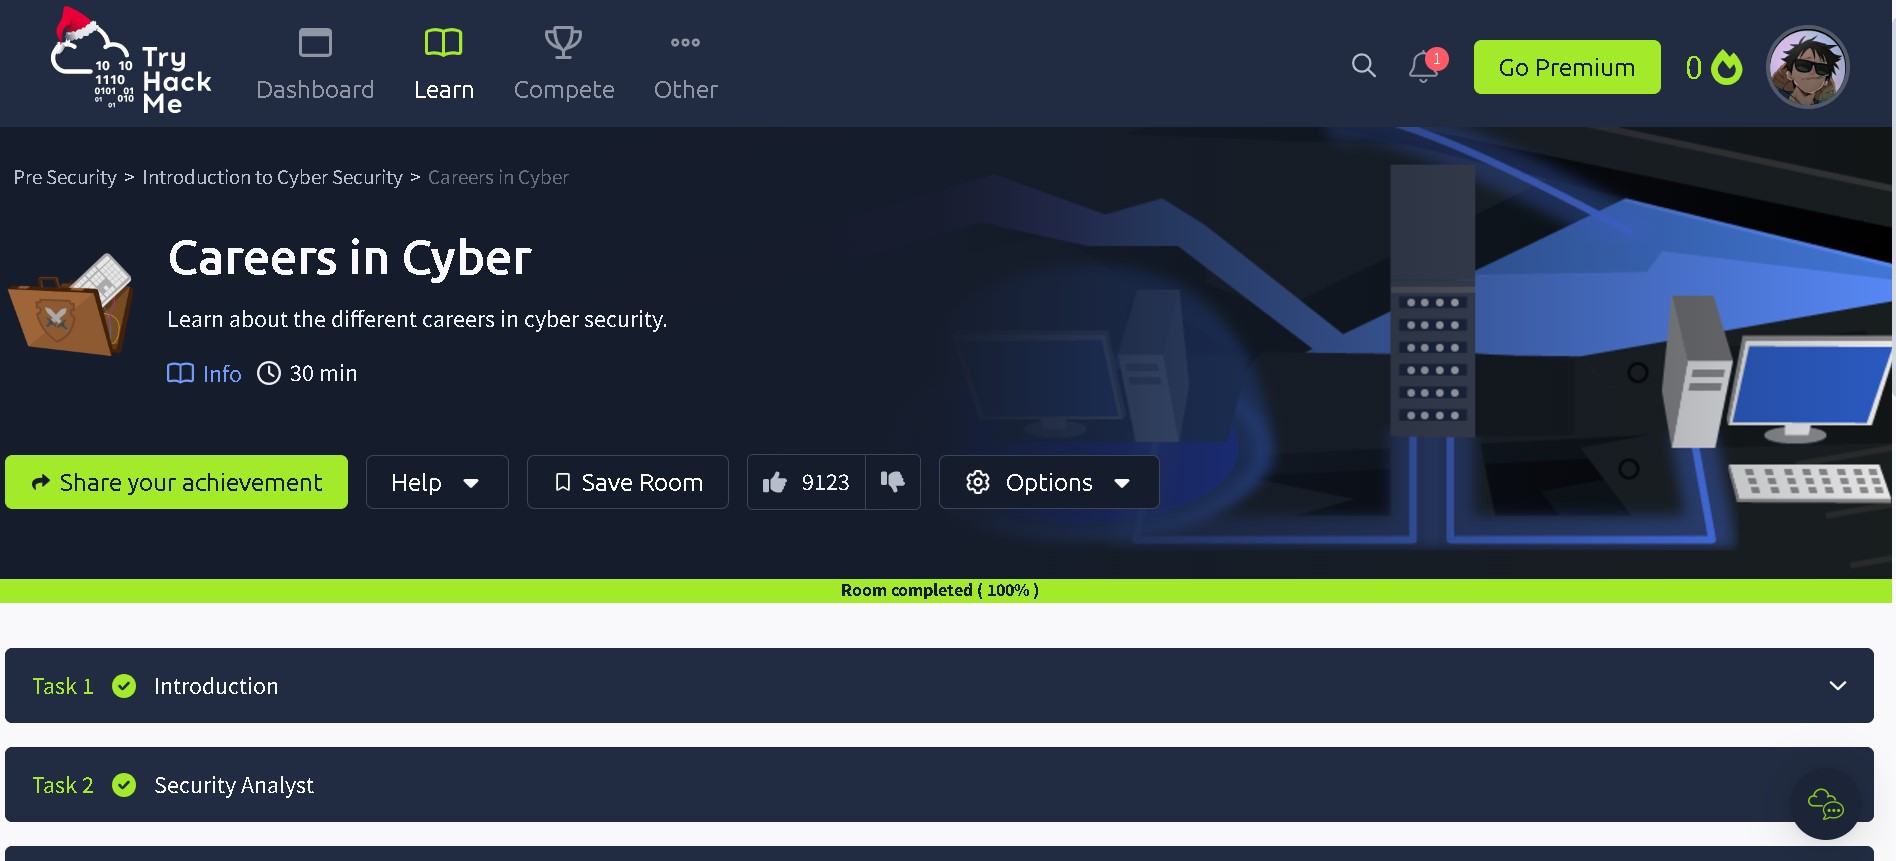 10 10
1110
0101 01
01 010
01
Try
Hack
Me
Dashboard
Learn
Compete
Other
1
Go Premium
0
Pre Security > Introduction to Cyber Security > Careers in Cyber
Careers in Cyber
Learn about the different careers in cyber security.
Info 30 min
Share your achievement
Help
Save Room
9123
Options
Room completed ( 100% )
Task 1 Introduction
Task 2 Security Analyst